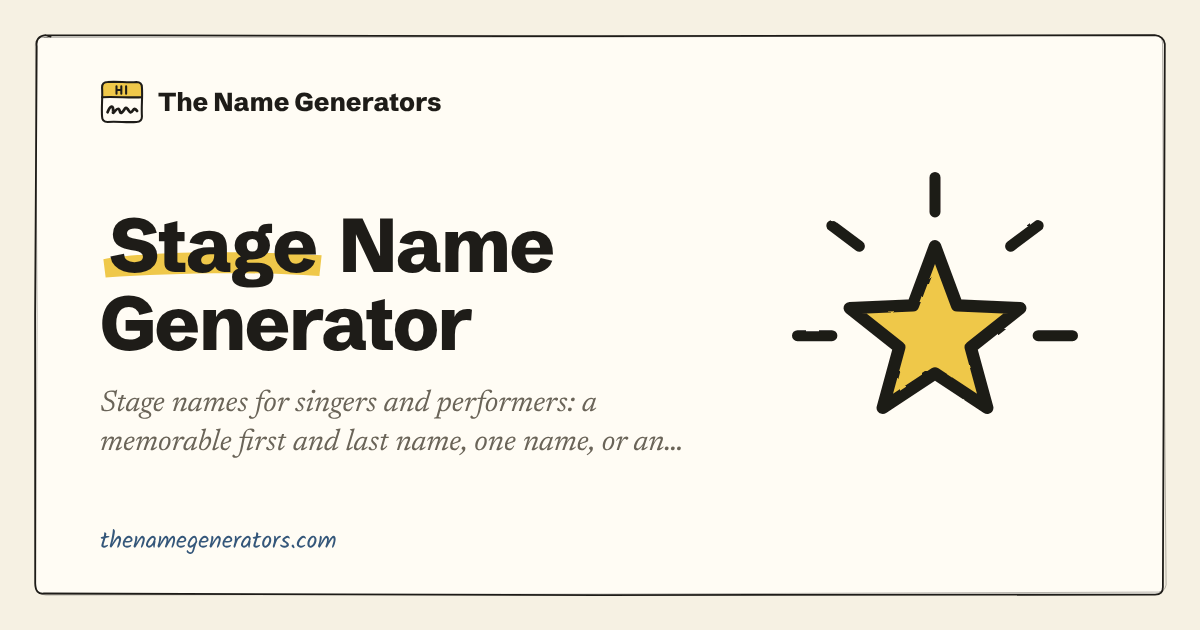 HI
The Name Generators
Stage Name
Generator
Stage names for singers and performers: a
memorable first and last name, one name, or an...
thenamegenerators.com